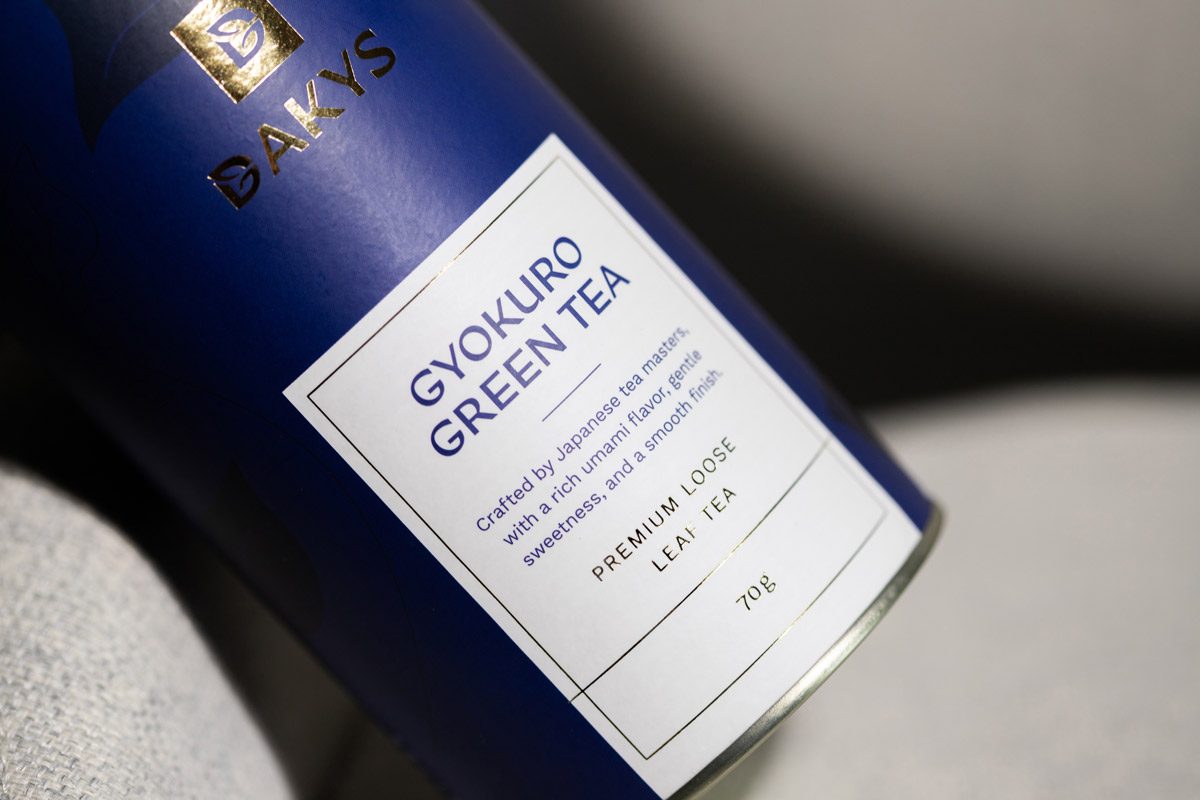 DAKYS
GYOKURO
GREEN TEA
Crafted by Japanese tea masters,
with a rich umami flavor, gentle
sweetness, and a smooth finish.
PREMIUM LOOSE
LEAF TEA
70g